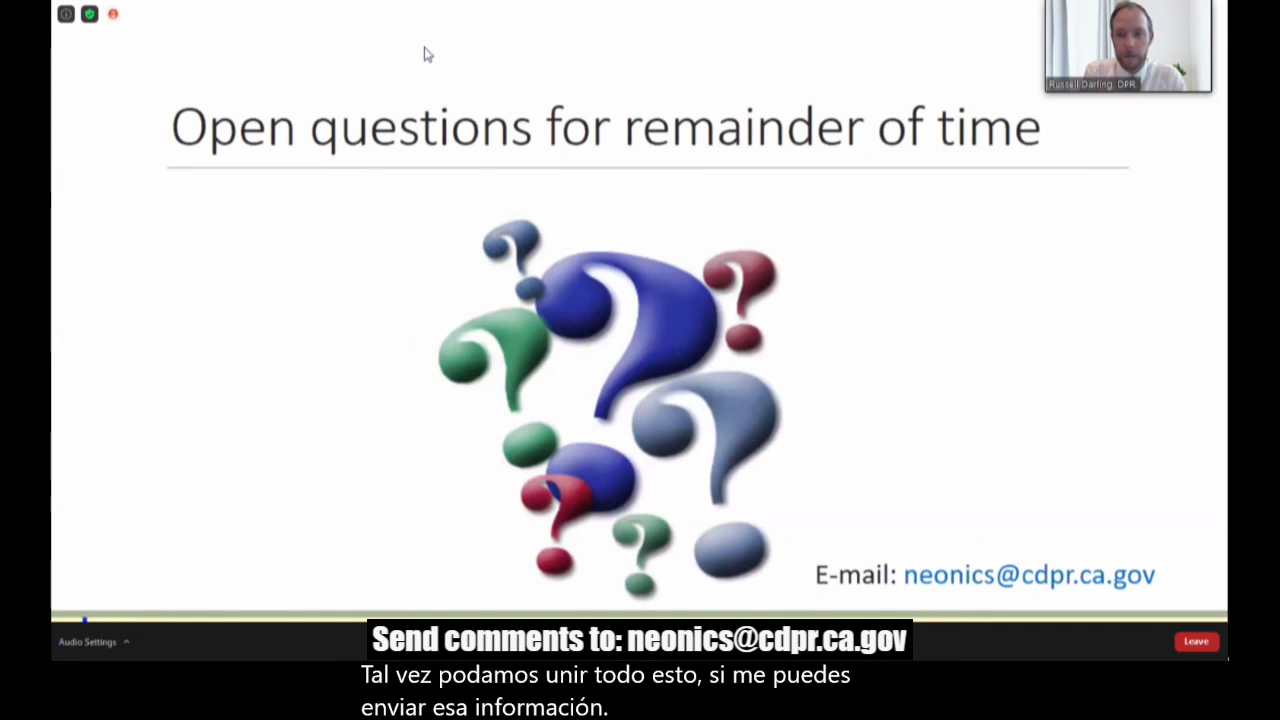 Russell Darling, DPR
Open questions for remainder of time
E-mail: neonics@cdpr.ca.gov
Audio Settings
Leave
Send comments to: neonics@cdpr.ca.gov
Tal vez podamos unir todo esto, si me puedes
enviar esa información.